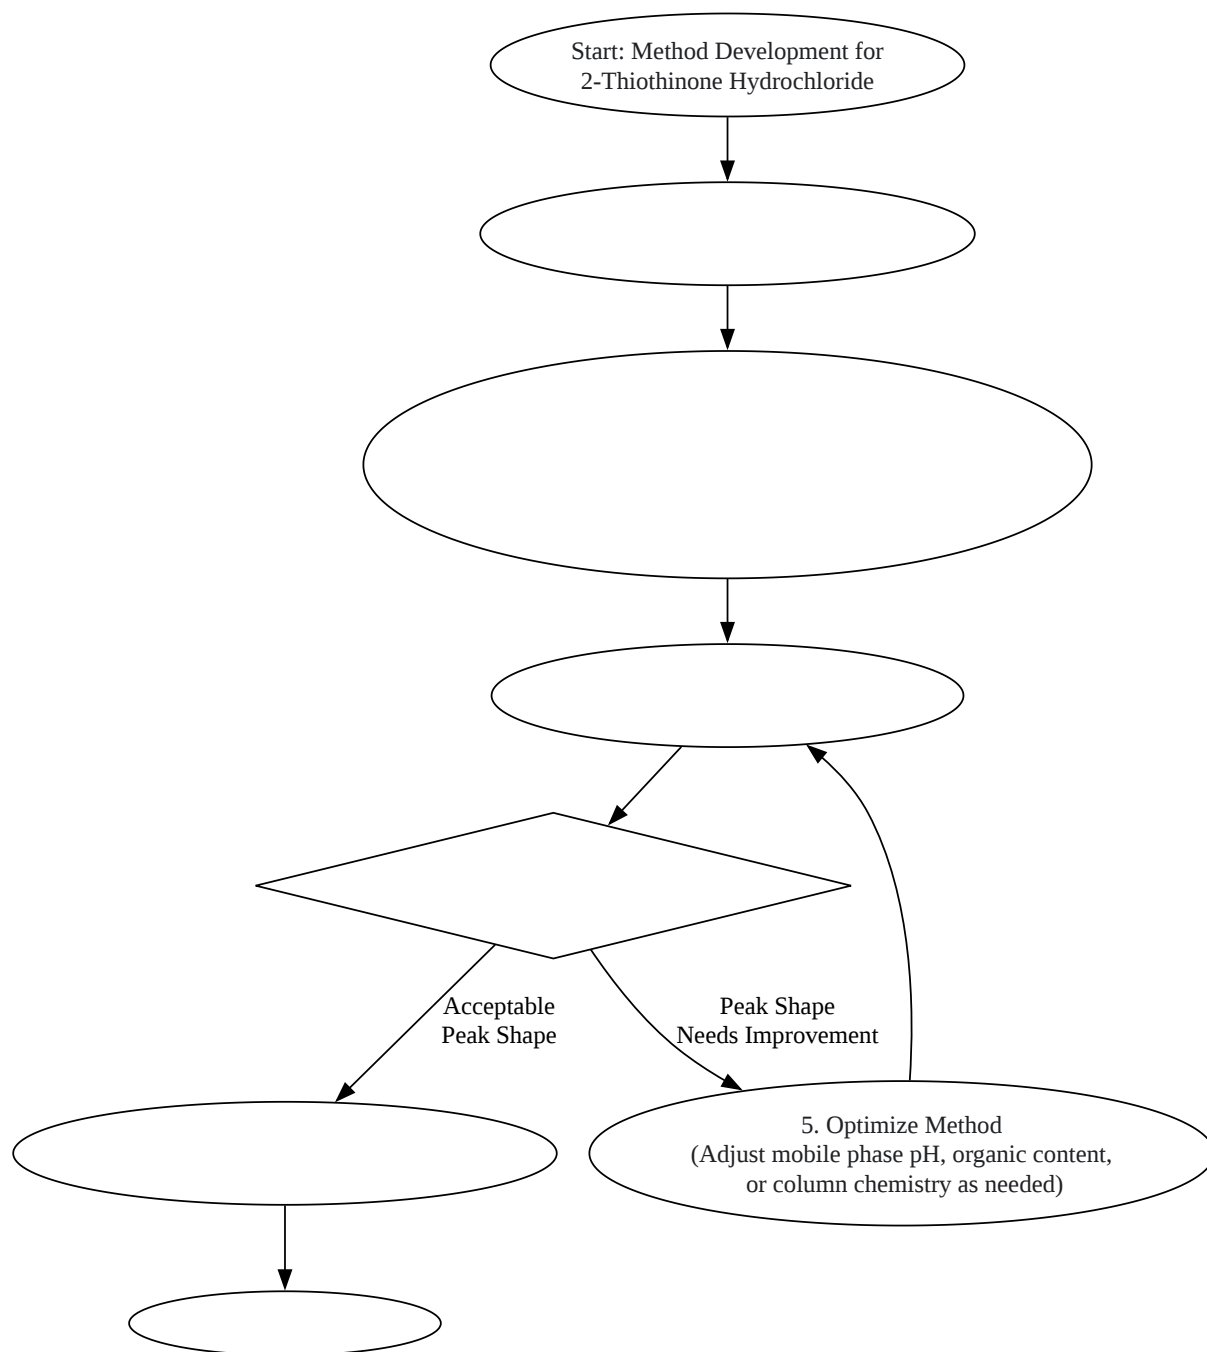 Start: Method Development for
2-Thiothinone Hydrochloride
Acceptable
Peak Shape
Peak Shape
Needs Improvement
5. Optimize Method
(Adjust mobile phase pH, organic content,
or column chemistry as needed)